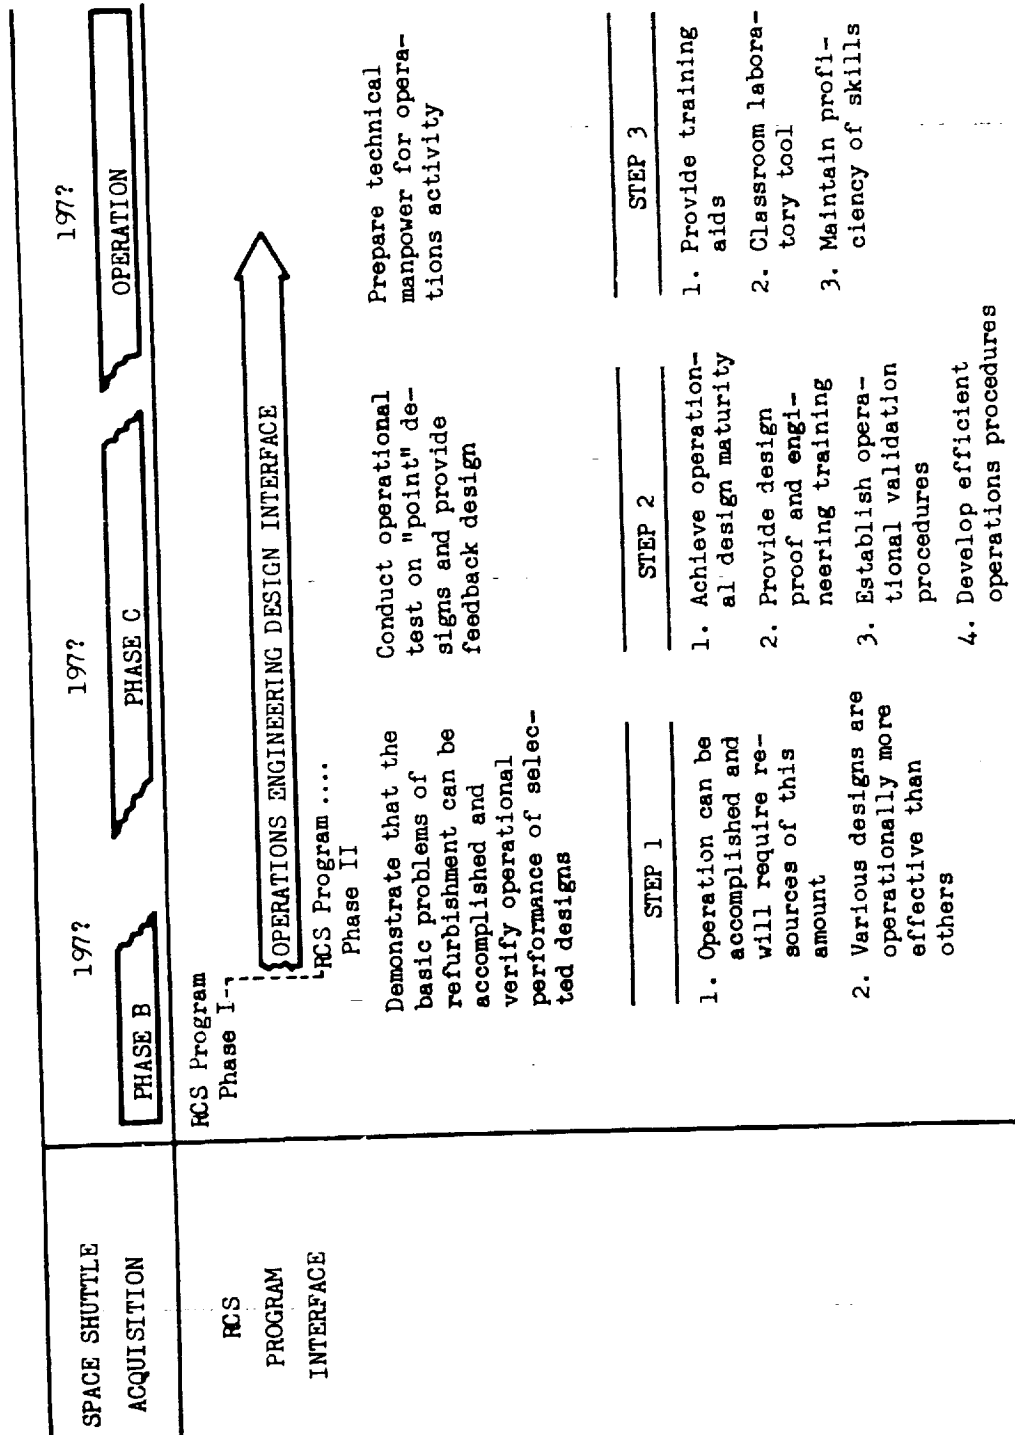 SPACE SHUTTLE
ACQUISITION
197?
197?
197?
PHASE B
PHASE C
OPERATION
RCS
PROGRAM
INTERFACE
RCS Program
Phase I
OPERATIONS ENGINEERING DESIGN INTERFACE
RCS Program ....
Phase II
Demonstrate that the
basic problems of
refurbishment can be
accomplished and
verify operational
performance of selec-
ted designs
Conduct operational
test on "point" de-
signs and provide
feedback design
Prepare technical
manpower for opera-
tions activity
STEP 1
1. Operation can be
accomplished and
will require re-
sources of this
amount
2. Various designs are
operationally more
effective than
others
STEP 2
1. Achieve operation-
al design maturity
2. Provide design
proof and engi-
neering training
3. Establish opera-
tional validation
procedures
4. Develop efficient
operations procedures
STEP 3
1. Provide training
aids
2. Classroom labora-
tory tool
3. Maintain profi-
ciency of skills